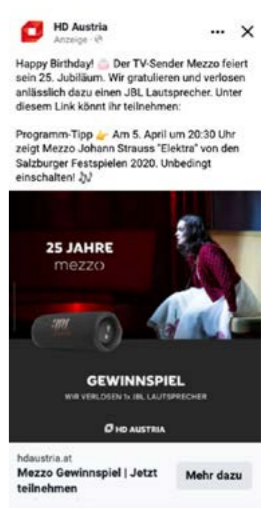 HD Austria
Anzeige ·
Happy Birthday! 🎂 Der TV-Sender Mezzo feiert
sein 25. Jubiläum. Wir gratulieren und verlosen
anlässlich dazu einen JBL Lautsprecher. Unter
diesem Link könnt ihr teilnehmen:
Programm-Tipp 👉 Am 5. April um 20:30 Uhr
zeigt Mezzo Johann Strauss "Elektra" von den
Salzburger Festspielen 2020. Unbedingt
einschalten! 🎶
25 JAHRE
mezzo
JBL
GEWINNSPIEL
WIR VERLOSEN 1x JBL LAUTSPRECHER
HD AUSTRIA
hdaustria.at
Mezzo Gewinnspiel | Jetzt
teilnehmen
Mehr dazu